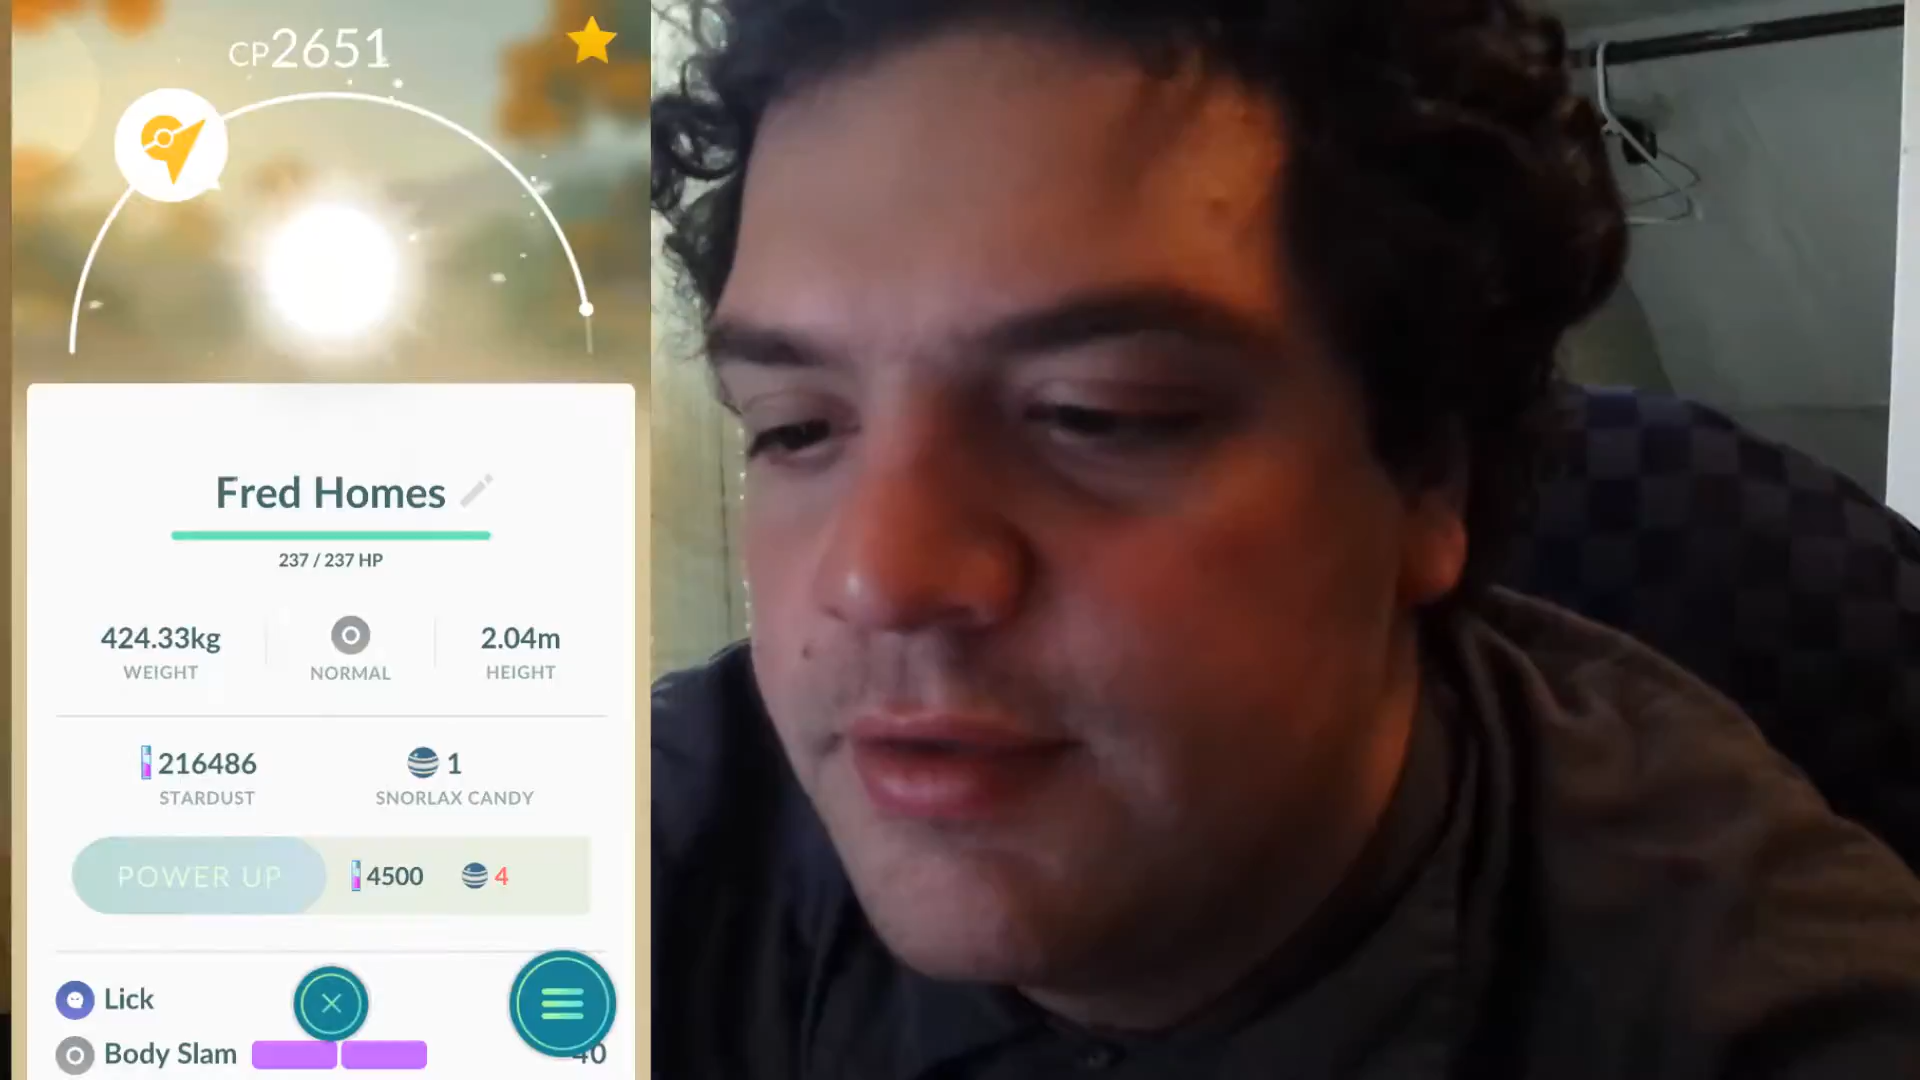 CP2651
Fred Homes
237 / 237 HP
424.33kg
WEIGHT
NORMAL
2.04m
HEIGHT
216486
STARDUST
1
SNORLAX CANDY
POWER UP 4500 4
Lick
Body Slam 40